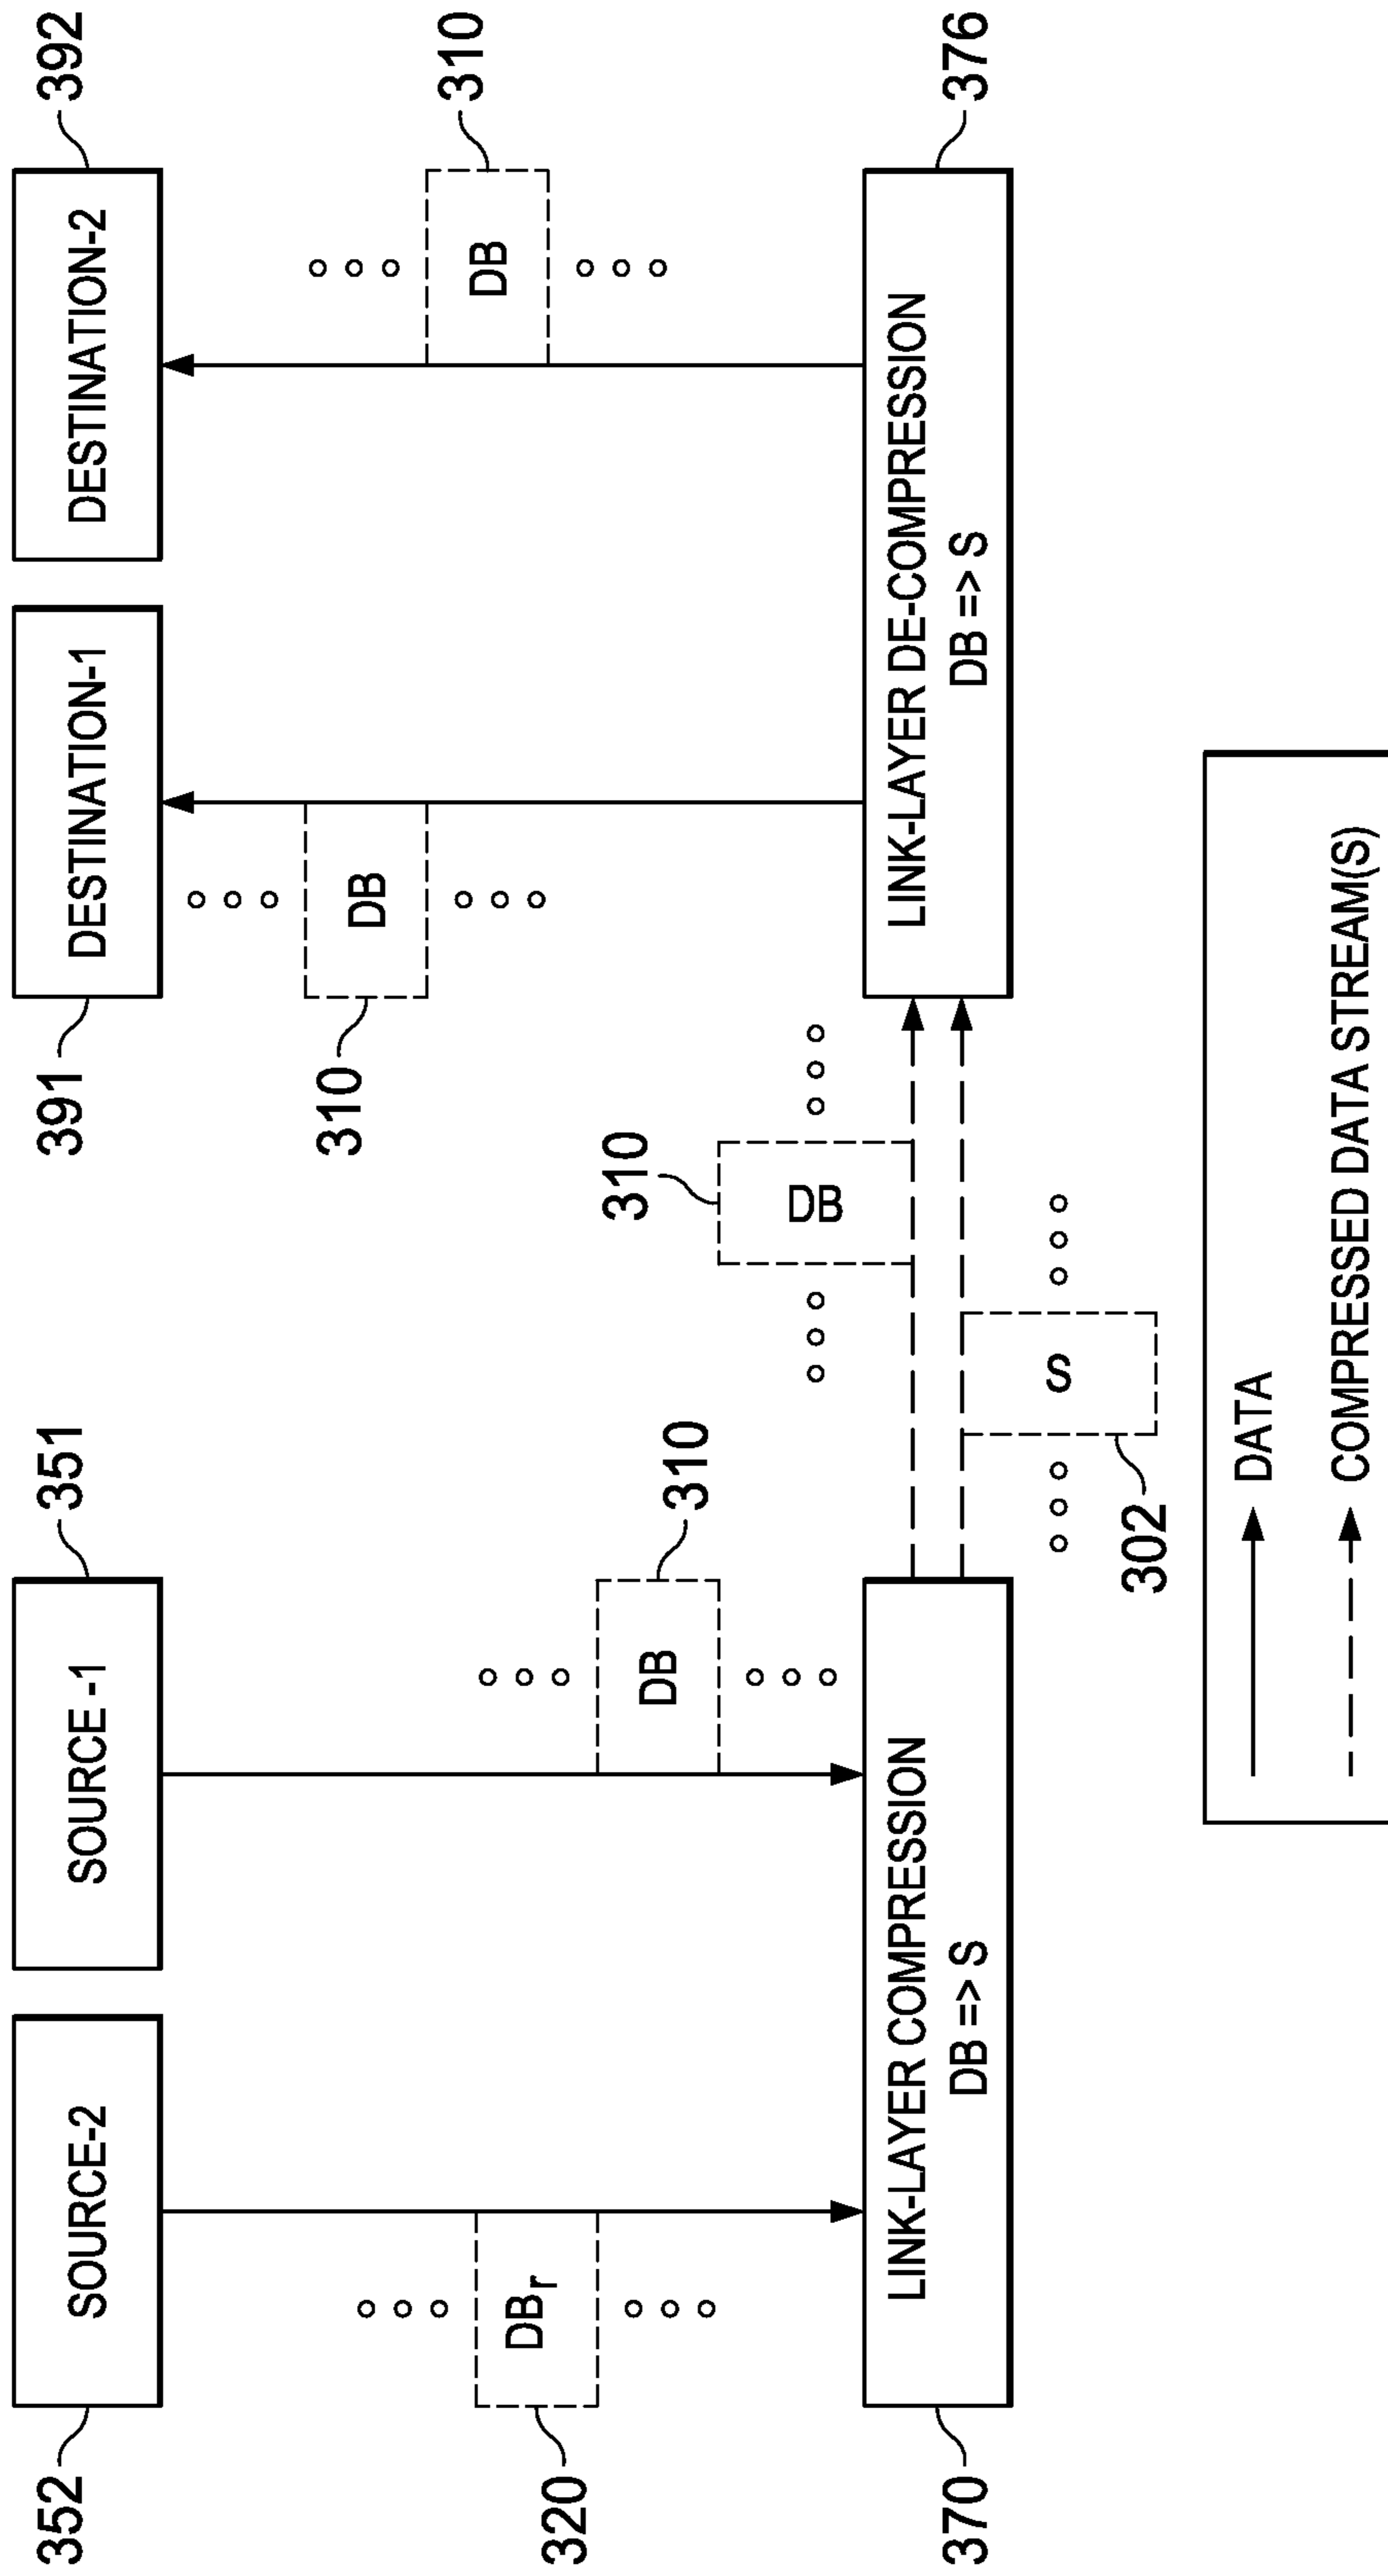 352
SOURCE-2
SOURCE -1
351
391
DESTINATION-1
DESTINATION-2
392
DBr
320
DB
310
DB
310
DB
310
DB
310
S
302
LINK-LAYER COMPRESSION
DB => S
370
LINK-LAYER DE-COMPRESSION
DB => S
376
DATA
COMPRESSED DATA STREAM(S)